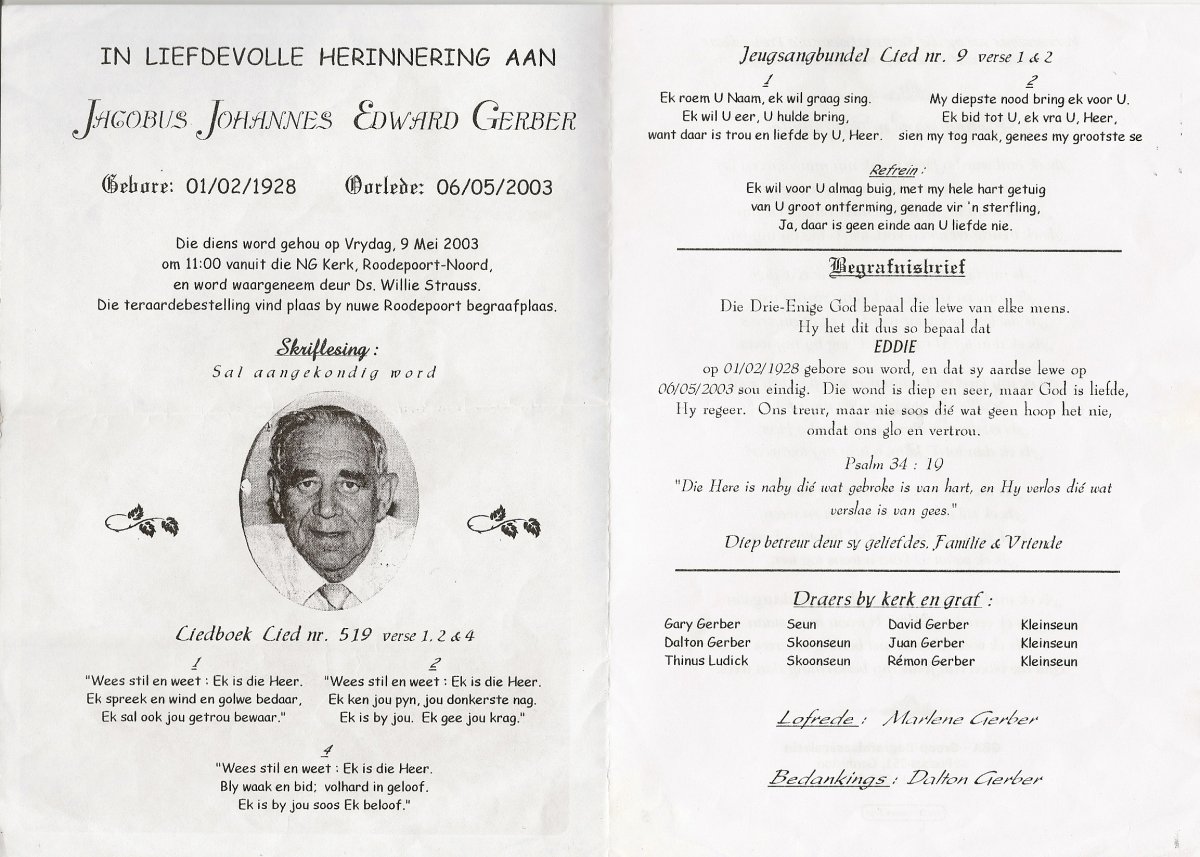 IN LIEFDEVOLLE HERINNERING AAN
JACOBUS JOHANNES EDWARD GERBER
Gebore: 01/02/1928 Oorlede: 06/05/2003
Die diens word gehou op Vrydag, 9 Mei 2003
om 11:00 vanuit die NG Kerk, Roodepoort-Noord,
en word waargeneem deur Ds. Willie Strauss.
Die teraardebestelling vind plaas by nuwe Roodepoort begraafplaas.
Skriflesing :
Sal aangekondig word
Liedboek Lied nr. 519 verse 1, 2 & 4
1
"Wees stil en weet : Ek is die Heer.
Ek spreek en wind en golwe bedaar,
Ek sal ook jou getrou bewaar."
2
"Wees stil en weet : Ek is die Heer.
Ek ken jou pyn, jou donkerste nag.
Ek is by jou. Ek gee jou krag."
4
"Wees stil en weet : Ek is die Heer.
Bly waak en bid; volhard in geloof.
Ek is by jou soos Ek beloof."
Jeugsangbundel Lied nr. 9 verse 1 & 2
1
Ek roem U Naam, ek wil graag sing.
Ek wil U eer, U hulde bring,
want daar is trou en liefde by U, Heer.
2
My diepste nood bring ek voor U.
Ek bid tot U, ek vra U, Heer,
sien my tog raak, genees my grootste se
Refrein :
Ek wil voor U almag buig, met my hele hart getuig
van U groot ontferming, genade vir 'n sterfling,
Ja, daar is geen einde aan U liefde nie.
Begrafnisbrief
Die Drie-Enige God bepaal die lewe van elke mens.
Hy het dit dus so bepaal dat
EDDIE
op 01/02/1928 gebore sou word, en dat sy aardse lewe op
06/05/2003 sou eindig. Die wond is diep en seer, maar God is liefde,
Hy regeer. Ons treur, maar nie soos dié wat geen hoop het nie,
omdat ons glo en vertrou.
Psalm 34 : 19
"Die Here is naby dié wat gebroke is van hart, en Hy verlos dié wat
verslae is van gees."
Diep betreur deur sy geliefdes, Familie & Vriende
Draers by kerk en graf :
Gary Gerber Seun David Gerber Kleinseun
Dalton Gerber Skoonseun Juan Gerber Kleinseun
Thinus Ludick Skoonseun Rémon Gerber Kleinseun
Lofrede : Marlene Gerber
Bedankings : Dalton Gerber